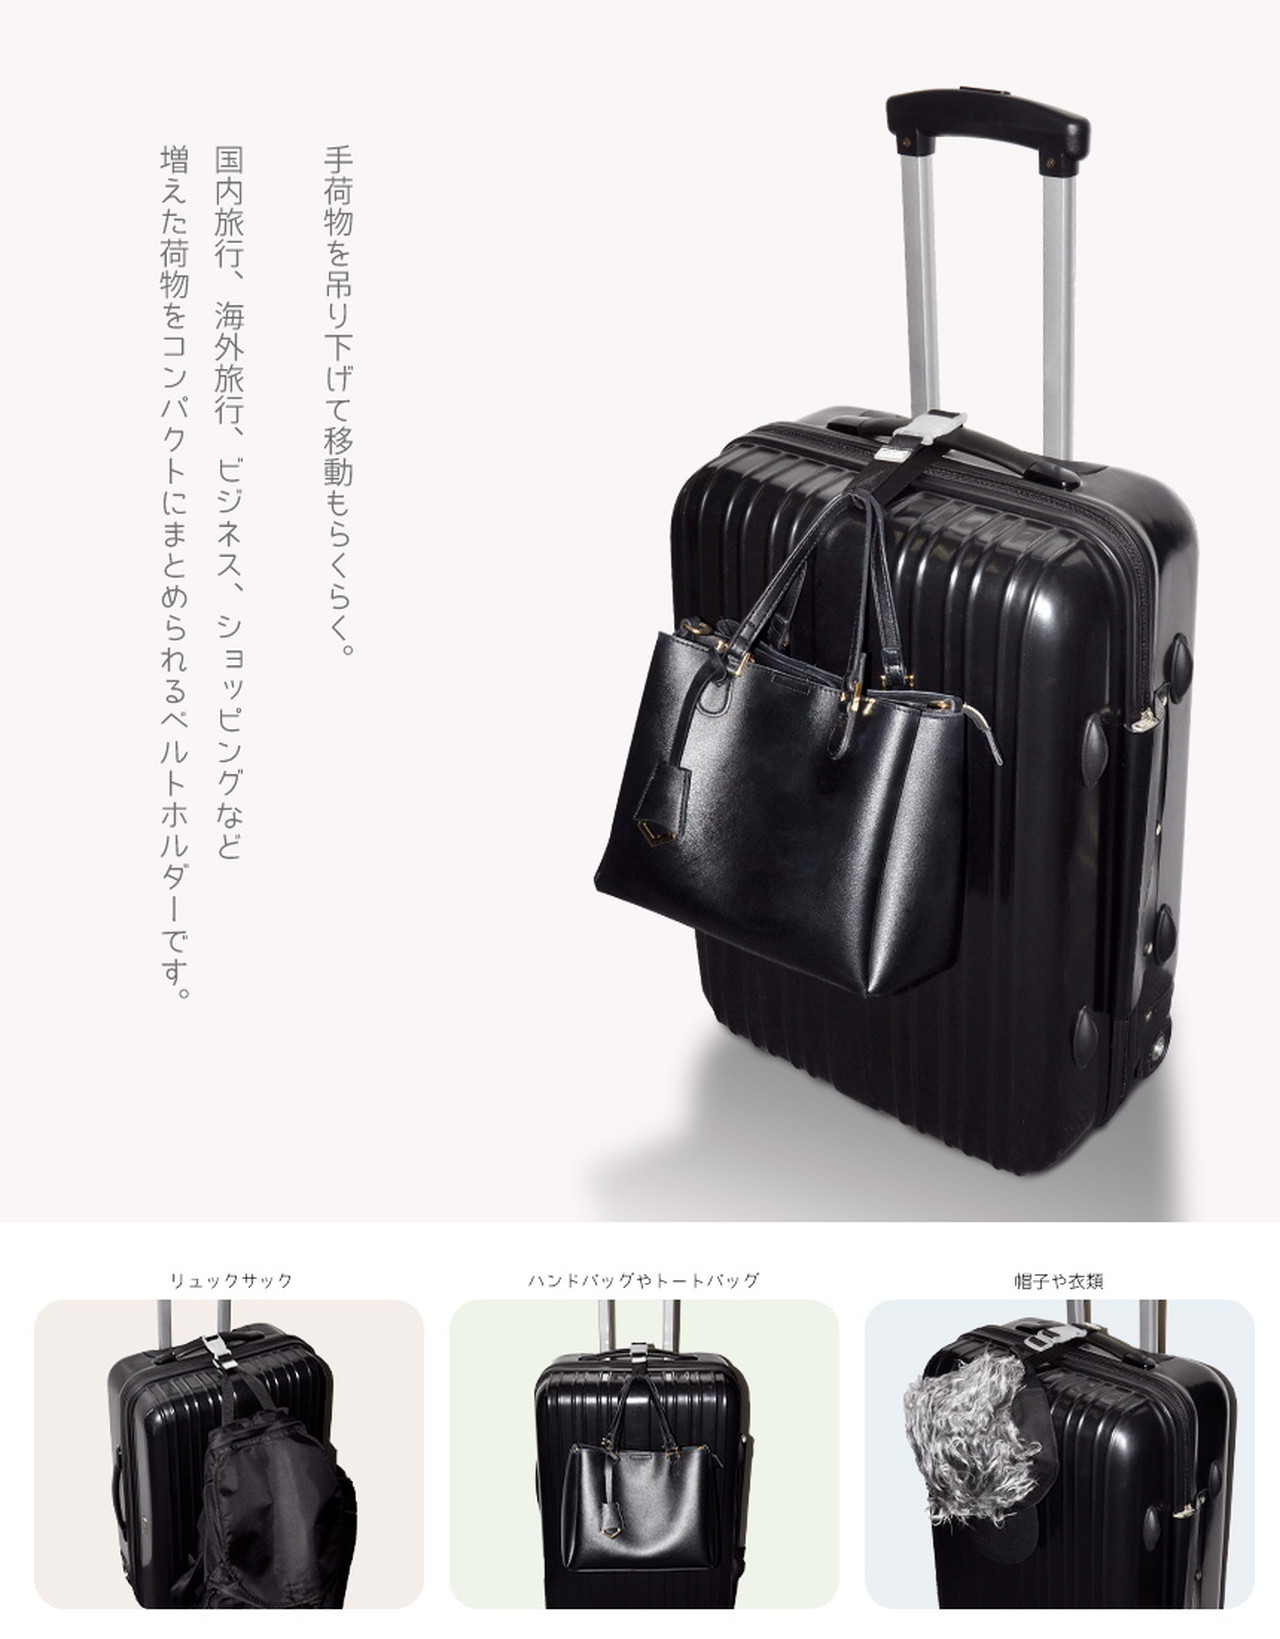 手荷物を吊り下げて移動もらくらく。
国内旅行、海外旅行、ビジネス、ショッピングなど
増えた荷物をコンパクトにまとめられるベルトホルダーです。
リュックサック
ハンドバッグやトートバッグ
帽子や衣類